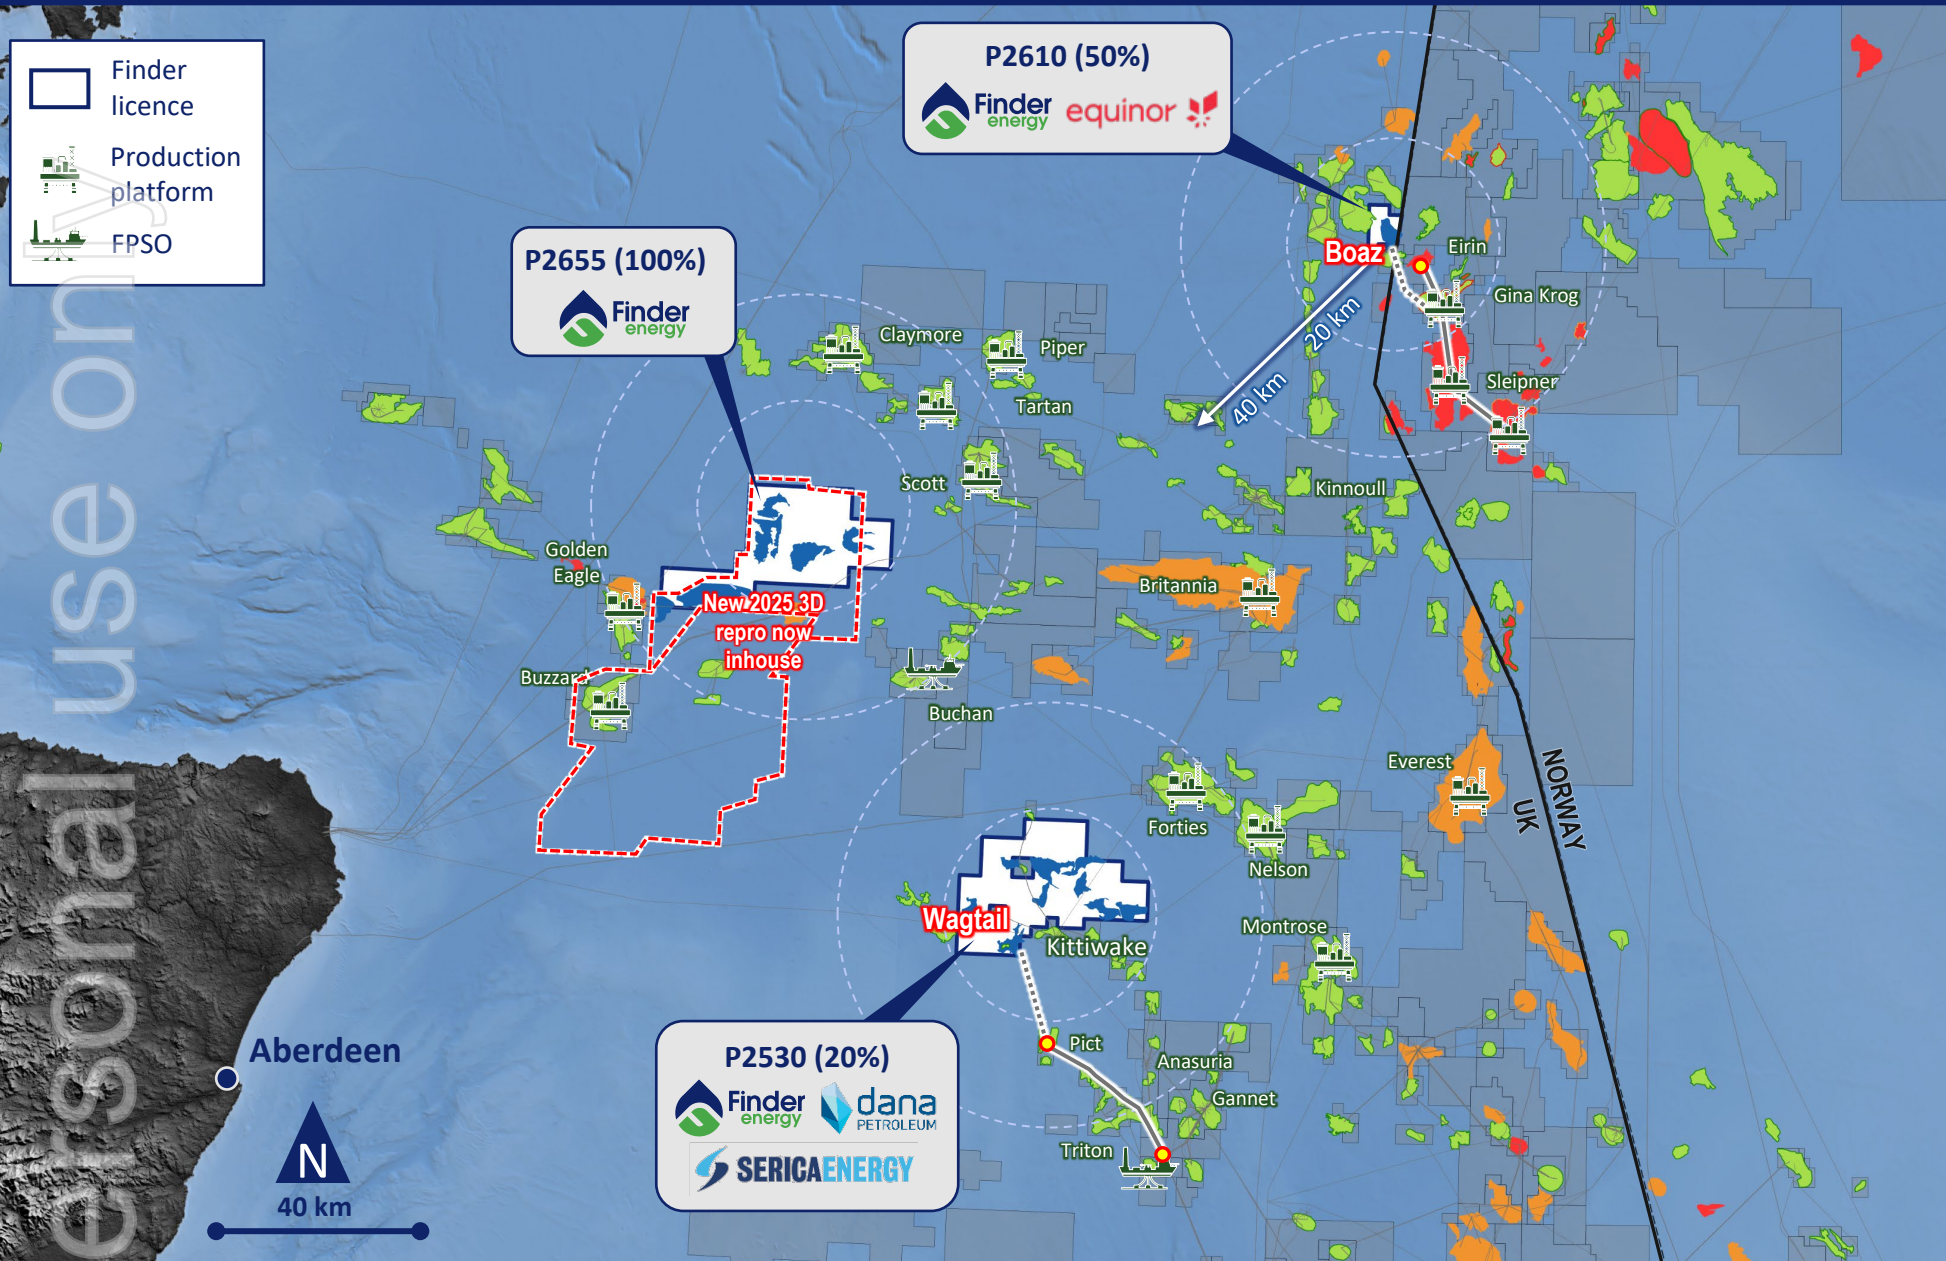 Finder
licence
Production
platform
FPSO
ersonal use only
P2610 (50%)
Finder
energy
equinor
P2655 (100%)
Finder
energy
Boaz
Eirin
Gina Krog
Sleipner
20 km
40 km
Claymore
Piper
Tartan
Scott
Kinnoull
Golden
Eagle
Britannia
New 2025 3D
repro now
inhouse
Buzzard
Buchan
Everest
NORWAY
UK
Forties
Nelson
Wagtail
Kittiwake
Montrose
Pict
Anasuria
Gannet
Triton
P2530 (20%)
Finder
energy
dana
PETROLEUM
SERICAENERGY
Aberdeen
N
40 km